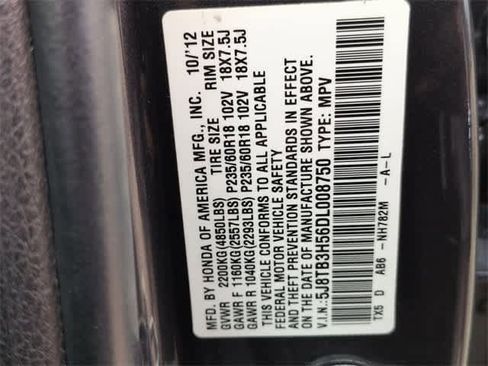 MFD. BY HONDA OF AMERICA MFG., INC. 10/'12
TIRE SIZE RIM SIZE
GVWR 2200KG(4850LBS)
GAWR F 1160KG(2557LBS) P235/60R18 102V 18X7.5J
GAWR R 1040KG(2293LBS) P235/60R18 102V 18X7.5J
THIS VEHICLE CONFORMS TO ALL APPLICABLE
FEDERAL MOTOR VEHICLE SAFETY
AND THEFT PREVENTION STANDARDS IN EFFECT
ON THE DATE OF MANUFACTURE SHOWN ABOVE.
V.I.N.: 5J8TB3H56DL008750 TYPE: MPV
TX6 D AB6 -NH782M -A-L